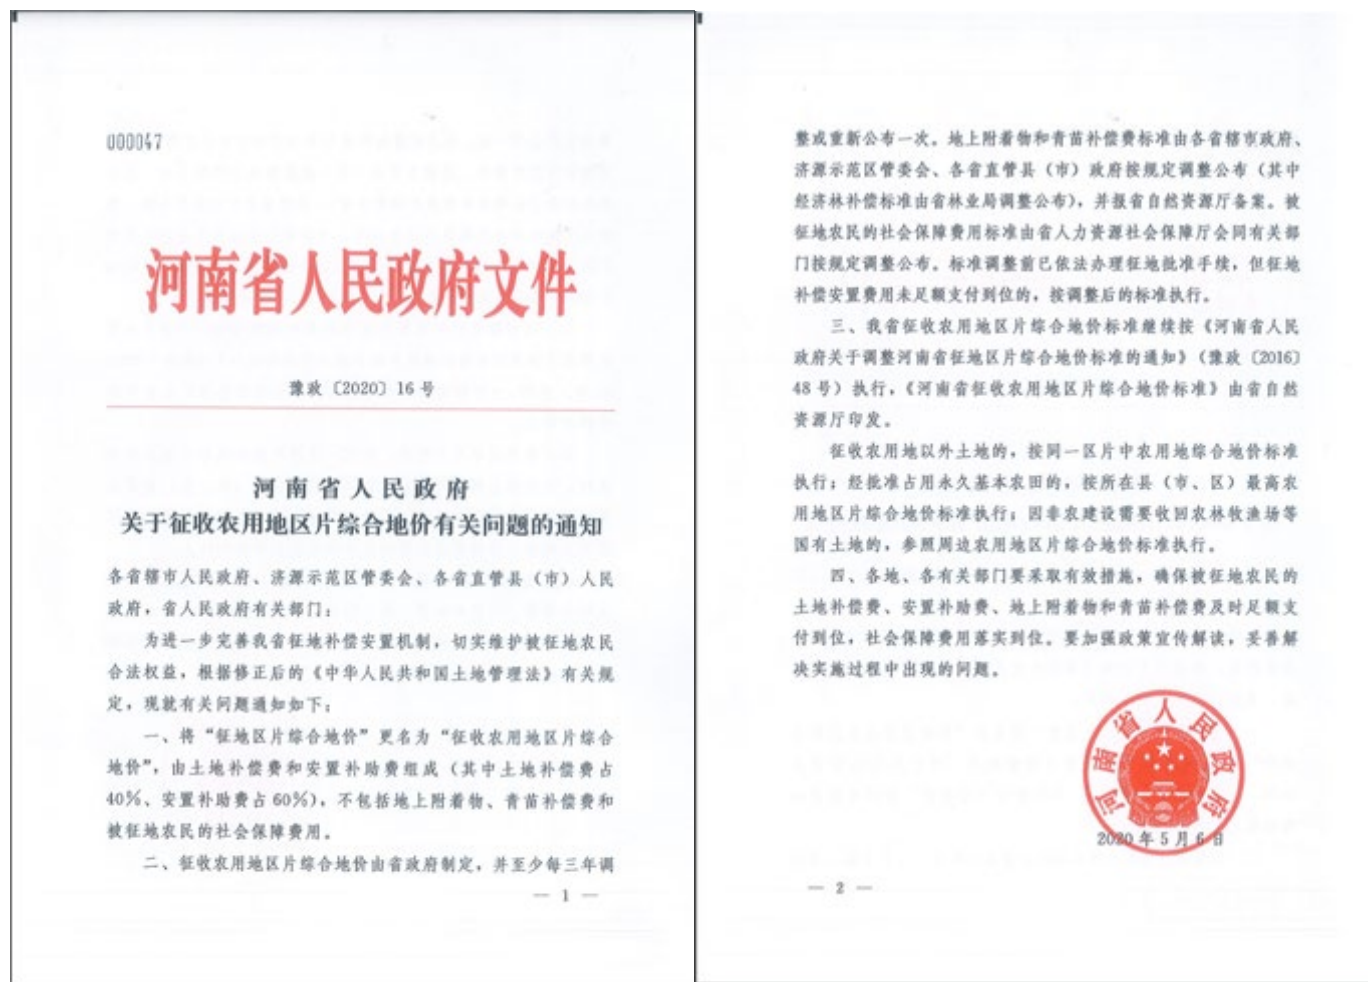 000047
河南省人民政府文件
豫政〔2020〕16号
河南省人民政府
关于征收农用地区片综合地价有关问题的通知
各省辖市人民政府、济源示范区管委会、各省直管县（市）人民
政府，省人民政府有关部门：
为进一步完善我省征地补偿安置机制，切实维护被征地农民
合法权益，根据修正后的《中华人民共和国土地管理法》有关规
定，现就有关问题通知如下：
一、将“征地区片综合地价”更名为“征收农用地区片综合
地价”，由土地补偿费和安置补助费组成（其中土地补偿费占
40%、安置补助费占60%），不包括地上附着物、青苗补偿费和
被征地农民的社会保障费用。
二、征收农用地区片综合地价由省政府制定，并至少每三年调
— 1 —
整或重新公布一次。地上附着物和青苗补偿费标准由各省辖市政府、
济源示范区管委会、各省直管县（市）政府按规定调整公布（其中
经济林补偿标准由省林业局调整公布），并报省自然资源厅备案。被
征地农民的社会保障费用标准由省人力资源社会保障厅会同有关部
门按规定调整公布。标准调整前已依法办理征地批准手续，但征地
补偿安置费用未足额支付到位的，按调整后的标准执行。
三、我省征收农用地区片综合地价标准继续按《河南省人民
政府关于调整河南省征地区片综合地价标准的通知》（豫政〔2016〕
48号）执行，《河南省征收农用地区片综合地价标准》由省自然
资源厅印发。
征收农用地以外土地的，按同一区片中农用地综合地价标准
执行；经批准占用永久基本农田的，按所在县（市、区）最高农
用地区片综合地价标准执行；因非农建设需要收回农林牧渔场等
国有土地的，参照周边农用地区片综合地价标准执行。
四、各地、各有关部门要采取有效措施，确保被征地农民的
土地补偿费、安置补助费、地上附着物和青苗补偿费及时足额支
付到位，社会保障费用落实到位。要加强政策宣传解读，妥善解
决实施过程中出现的问题。
河南省人民政府
2020年5月6日
— 2 —